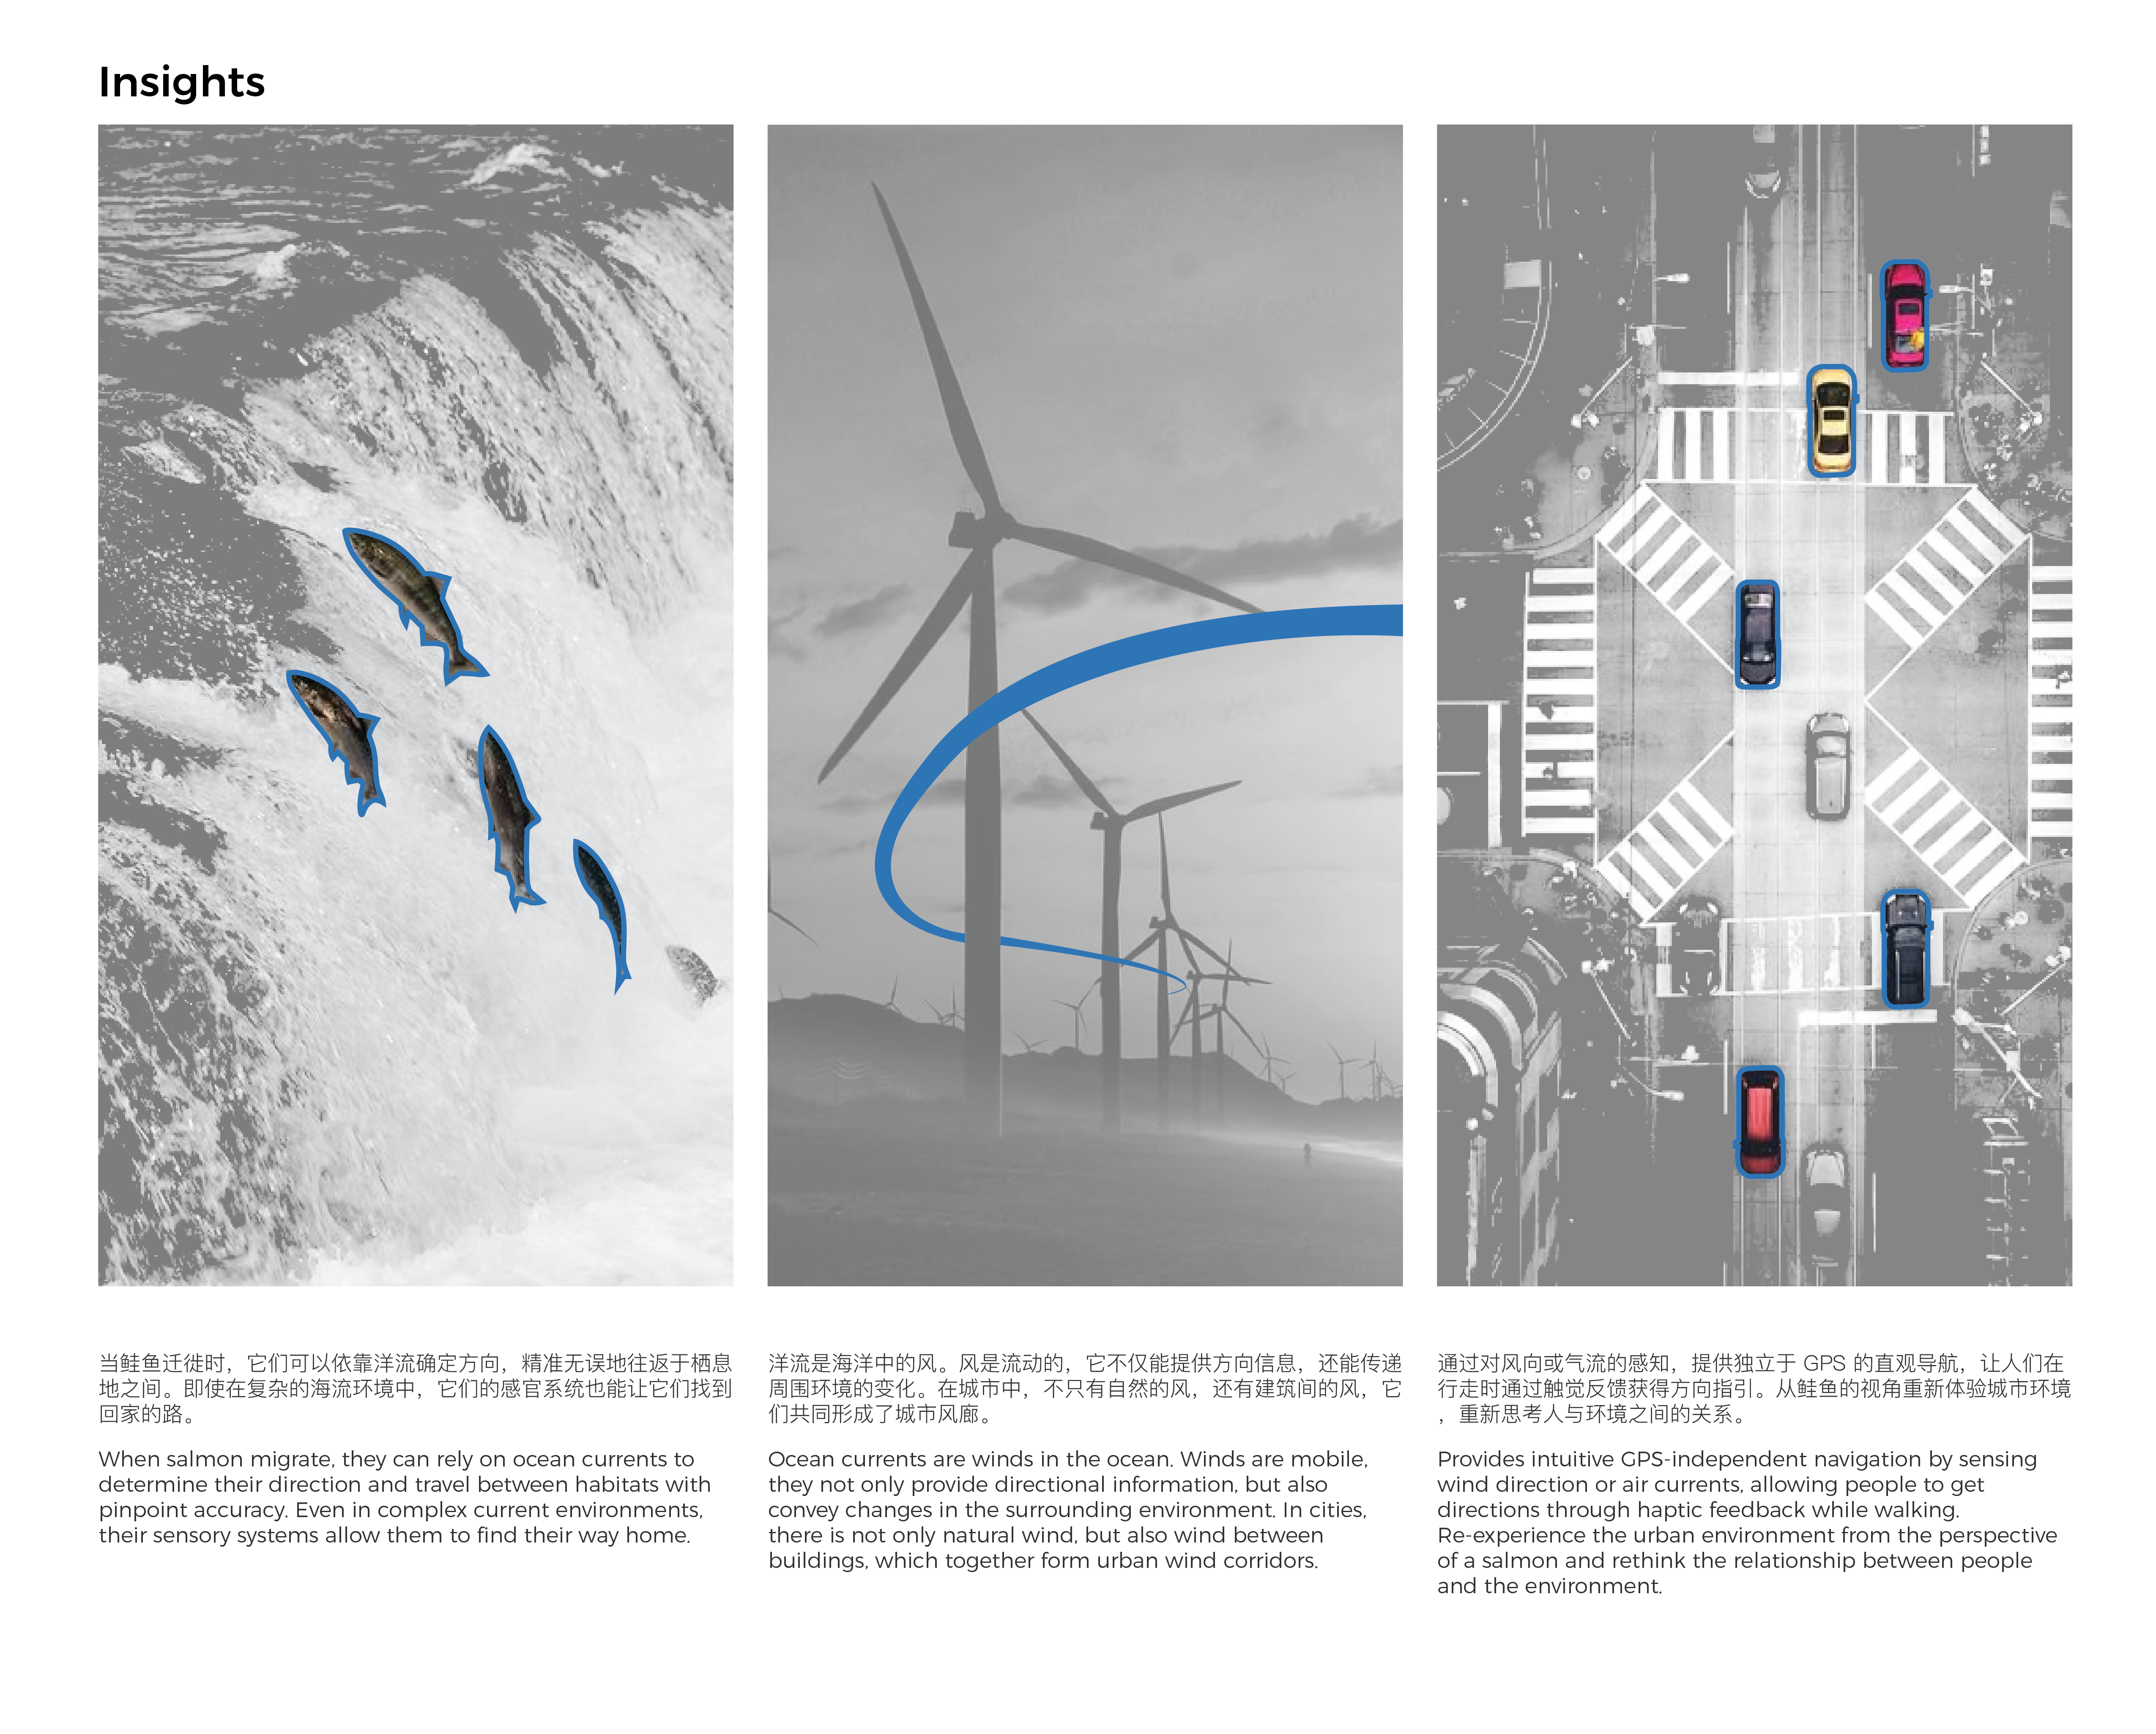 Insights
当鲑鱼迁徙时，它们可以依靠洋流确定方向，精准无误地往返于栖息
地之间。即使在复杂的海流环境中，它们的感官系统也能让它们找到
回家的路。
When salmon migrate, they can rely on ocean currents to
determine their direction and travel between habitats with
pinpoint accuracy. Even in complex current environments,
their sensory systems allow them to find their way home.
洋流是海洋中的风。风是流动的，它不仅能提供方向信息，还能传递
周围环境的变化。在城市中，不只有自然的风，还有建筑间的风，它
们共同形成了城市风廊。
Ocean currents are winds in the ocean. Winds are mobile,
they not only provide directional information, but also
convey changes in the surrounding environment. In cities,
there is not only natural wind, but also wind between
buildings, which together form urban wind corridors.
通过对风向或气流的感知，提供独立于 GPS 的直观导航，让人们在
行走时通过触觉反馈获得方向指引。从鲑鱼的视角重新体验城市环境
，重新思考人与环境之间的关系。
Provides intuitive GPS-independent navigation by sensing
wind direction or air currents, allowing people to get
directions through haptic feedback while walking.
Re-experience the urban environment from the perspective
of a salmon and rethink the relationship between people
and the environment.